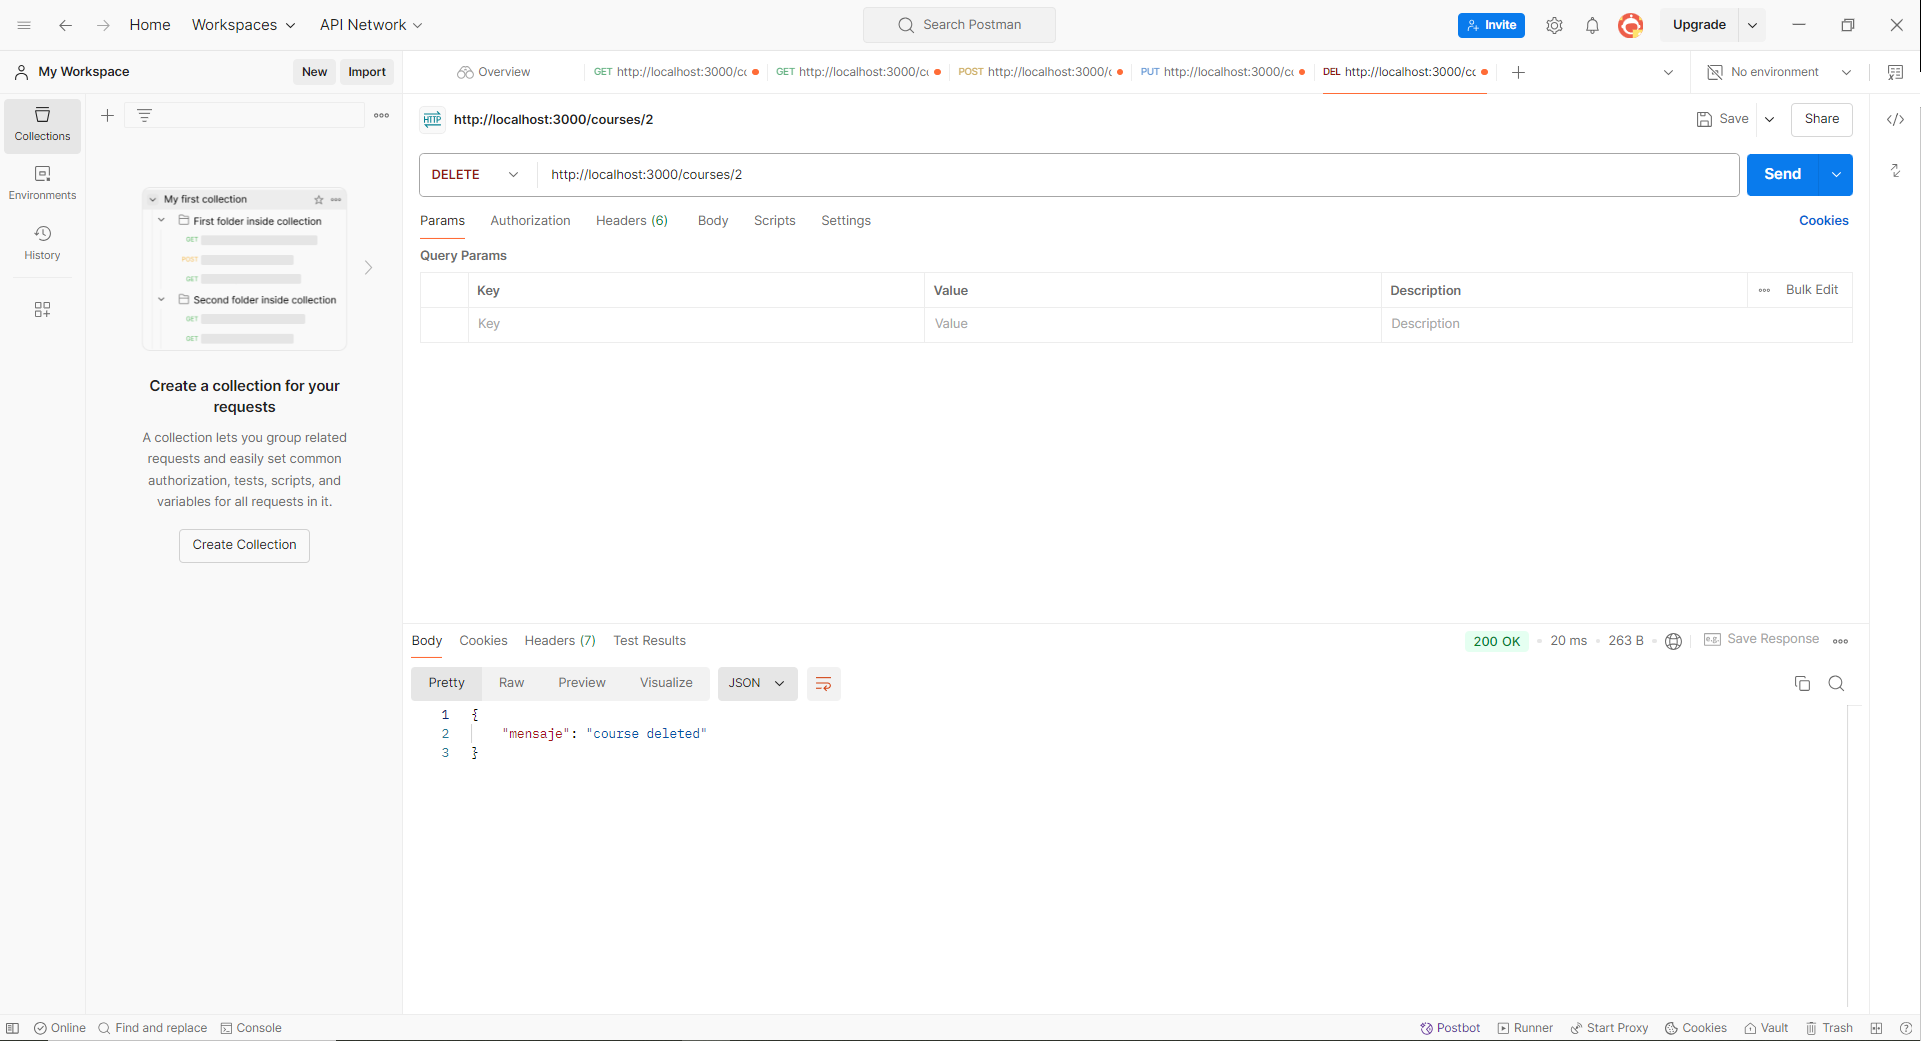 Home Workspaces API Network Search Postman Invite Upgrade
My Workspace New Import Overview GET http://localhost:3000/cc GET http://localhost:3000/c POST http://localhost:3000/ PUT http://localhost:3000/c DEL http://localhost:3000/cc No environment
Collections
Environments
History
My first collection
First folder inside collection
GET
POST
GET
Second folder inside collection
GET
GET
Create a collection for your
requests
A collection lets you group related
requests and easily set common
authorization, tests, scripts, and
variables for all requests in it.
Create Collection
HTTP http://localhost:3000/courses/2 Save Share
DELETE http://localhost:3000/courses/2 Send
Params Authorization Headers (6) Body Scripts Settings Cookies
Query Params
Key Value Description Bulk Edit
Key Value Description
Body Cookies Headers (7) Test Results 200 OK 20 ms 263 B e.g. Save Response
Pretty Raw Preview Visualize JSON
1 {
2 "mensaje": "course deleted"
3 }
Online Find and replace Console Postbot Runner Start Proxy Cookies Vault Trash